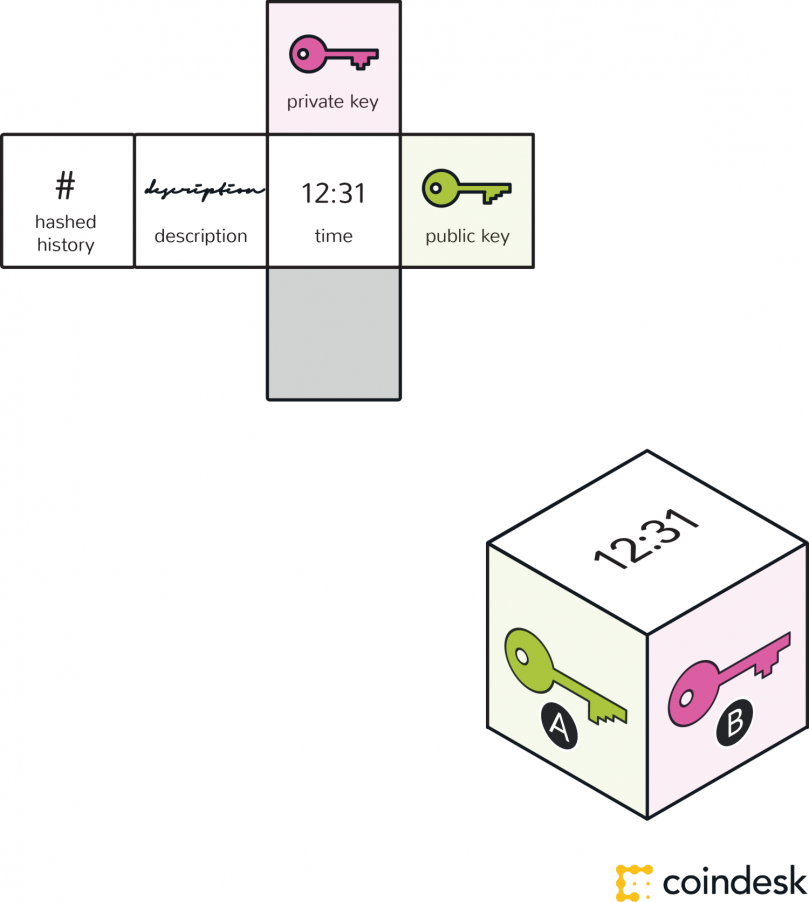 private key
#
hashed
history
description
description
12:31
time
public key
12:31
A
B
coindesk